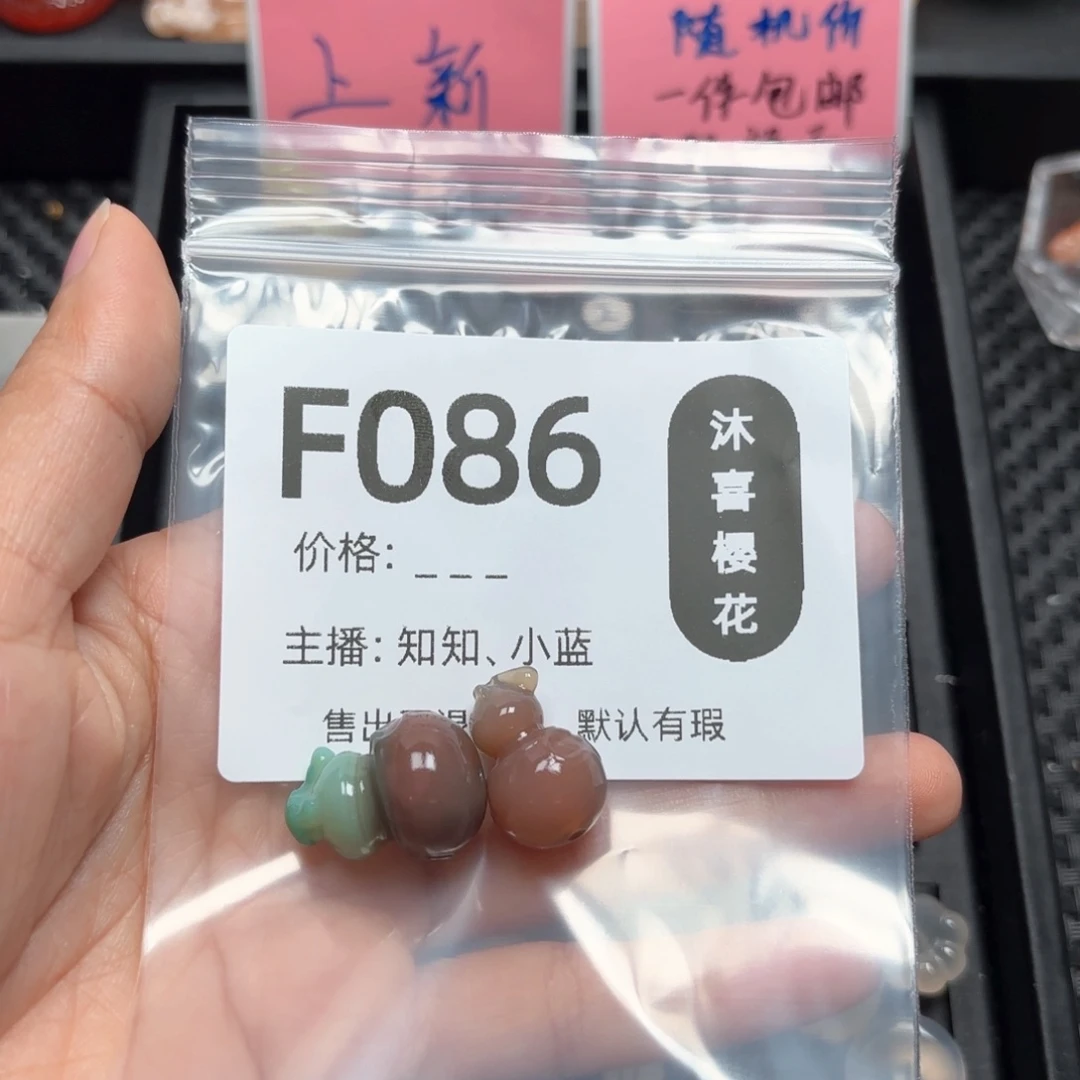 上新
随机价
一件包邮
F086
沐喜樱花
价格: _ _ _
主播: 知知、小蓝
售出 退 默认有瑕